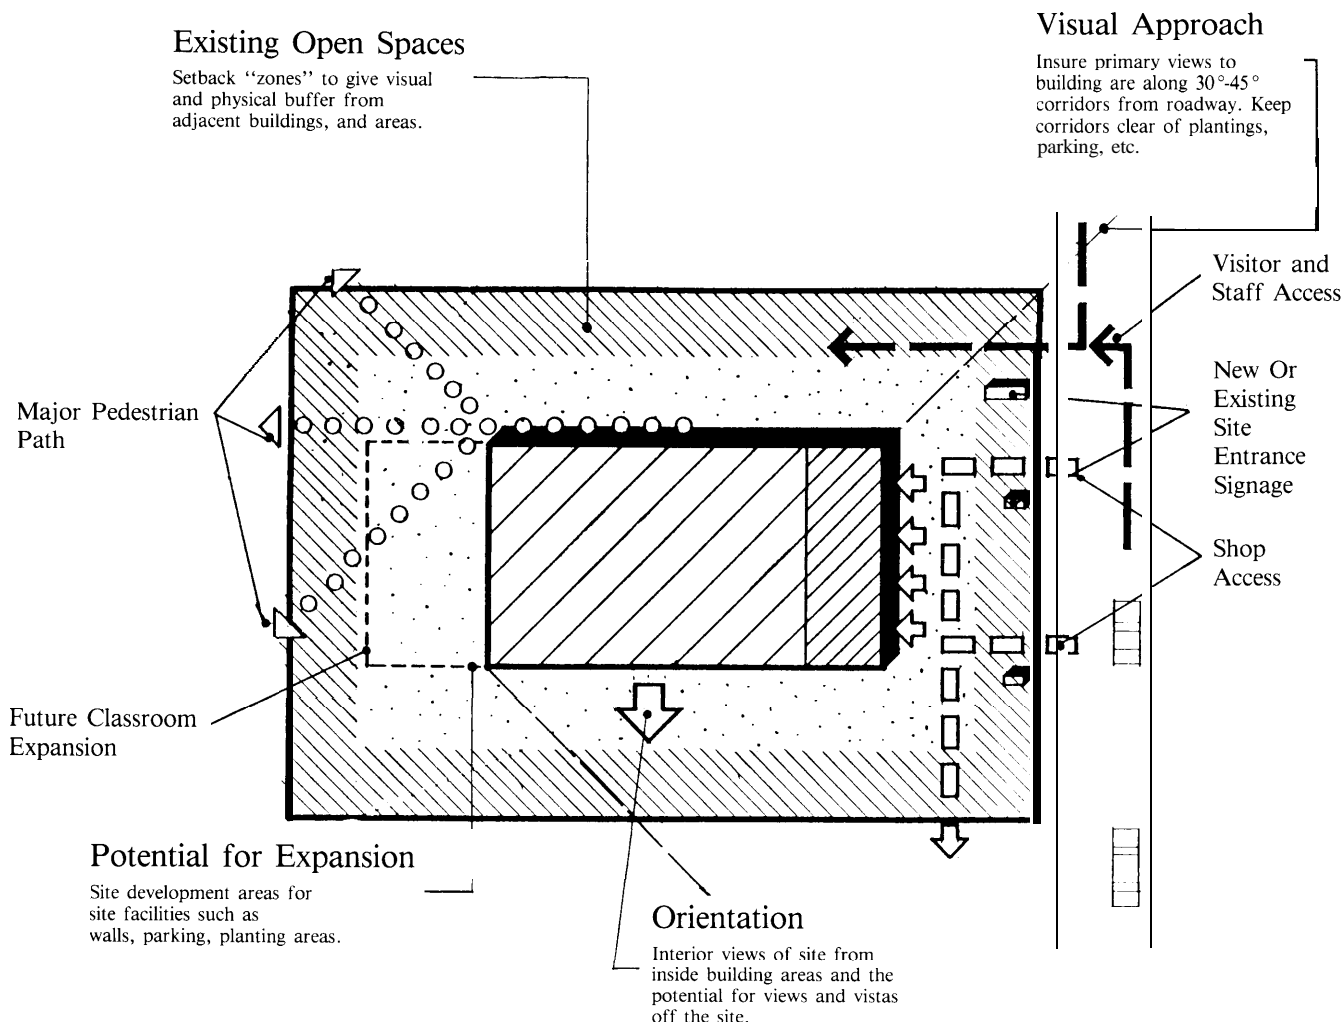 Existing Open Spaces
Setback “zones” to give visual
and physical buffer from
adjacent buildings, and areas.
Visual Approach
Insure primary views to
building are along 30°-45°
corridors from roadway. Keep
corridors clear of plantings,
parking, etc.
Visitor and
Staff Access
New Or
Existing
Site
Entrance
Signage
Shop
Access
Major Pedestrian
Path
Future Classroom
Expansion
Potential for Expansion
Site development areas for
site facilities such as
walls, parking, planting areas.
Orientation
Interior views of site from
inside building areas and the
potential for views and vistas
off the site.